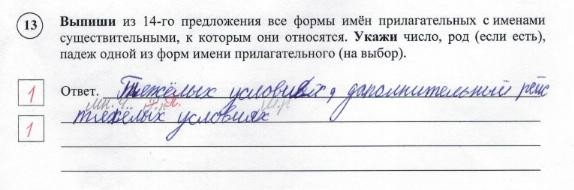 13 Выпиши из 14-го предложения все формы имён прилагательных с именами
существительными, к которым они относятся. Укажи число, род (если есть),
падеж одной из форм имени прилагательного (на выбор).
1 Ответ. Тяжёлых условиях, дополнительный рейс
мн. ч. П.п.
1 тяжёлых условиях